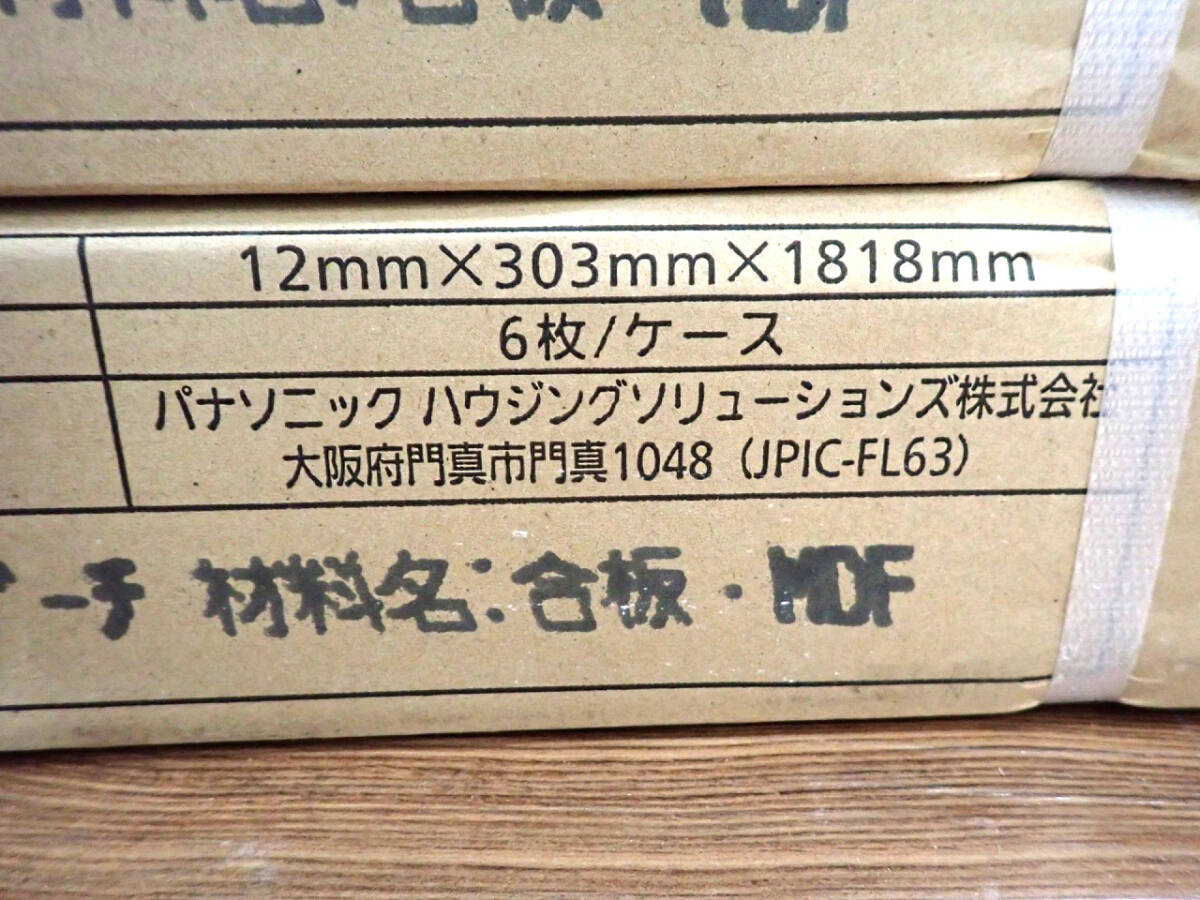 12mm×303mm×1818mm
6枚/ケース
パナソニック ハウジングソリューションズ株式会社
大阪府門真市門真1048（JPIC-FL63）
ーチ 材料名:合板・MDF